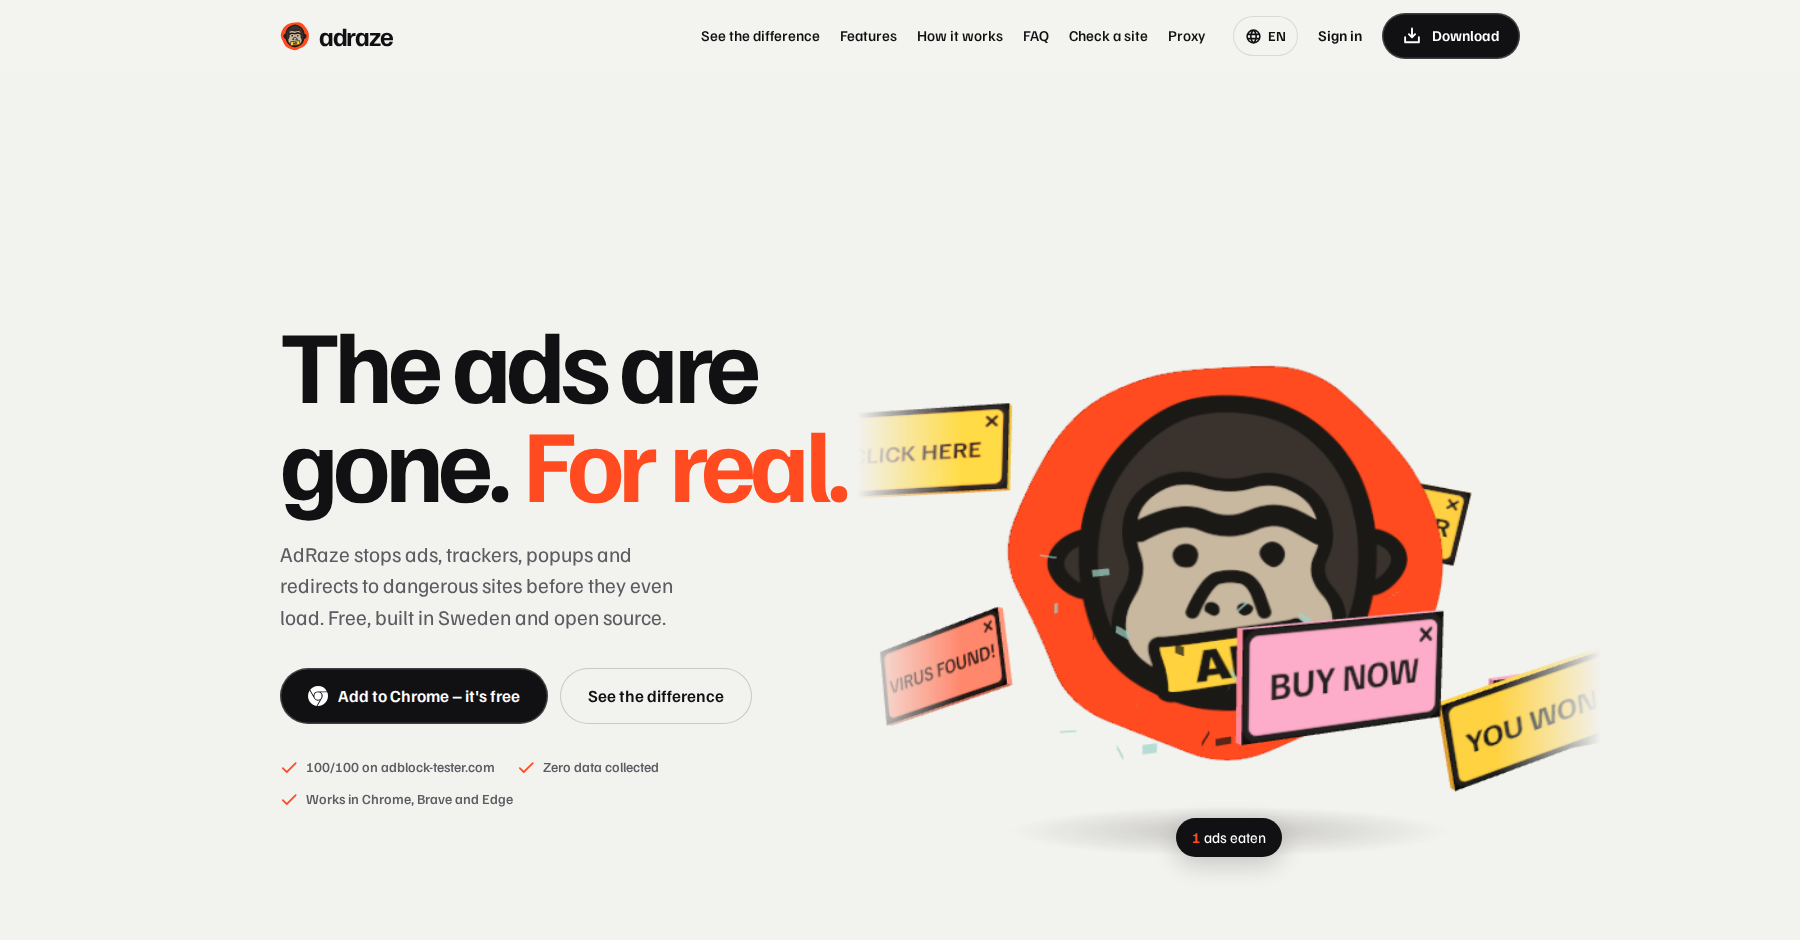 adraze
See the difference
Features
How it works
FAQ
Check a site
Proxy
EN
Sign in
Download
The ads are
gone. For real.
CLICK HERE
AdRaze stops ads, trackers, popups and
redirects to dangerous sites before they even
load. Free, built in Sweden and open source.
VIRUS FOUND!
BUY NOW
YOU WON
Add to Chrome – it's free
See the difference
100/100 on adblock-tester.com
Zero data collected
Works in Chrome, Brave and Edge
1 ads eaten